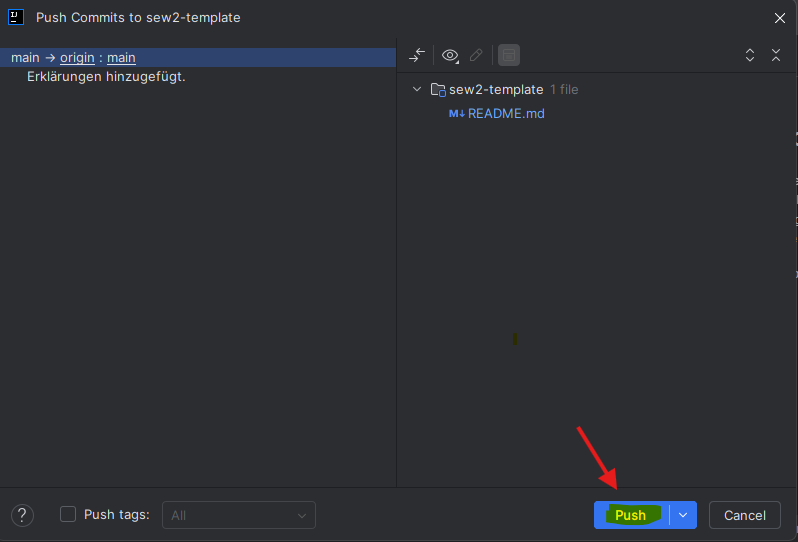 Push Commits to sew2-template
main → origin : main
Erklärungen hinzugefügt.
sew2-template 1 file
M↓ README.md
? Push tags: All
Push
Cancel